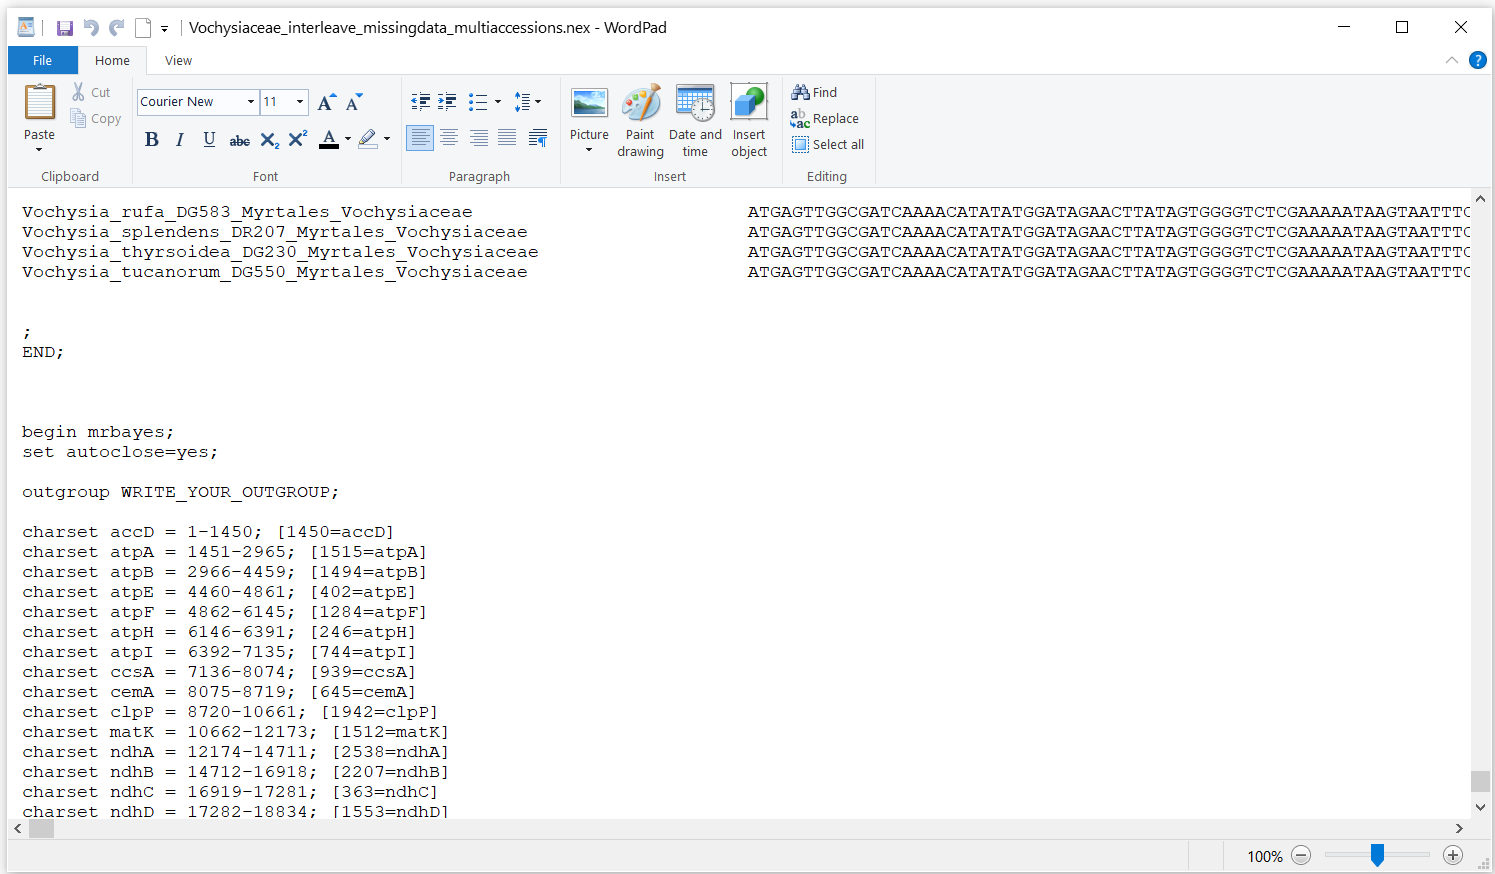 Vochysiaceae_interleave_missingdata_multiaccessions.nex - WordPad
File Home View
Paste
Cut
Copy
Clipboard
Courier New 11
Font
Paragraph
Picture
Paint drawing
Date and time
Insert object
Insert
Find
Replace
Select all
Editing
Vochysia_rufa_DG583_Myrtales_Vochysiaceae ATGAGTTGGCGATCAAAACATATATGGATAGAACTTATAGTGGGGTCTCGAAAAATAAGTAATTTC
Vochysia_splendens_DR207_Myrtales_Vochysiaceae ATGAGTTGGCGATCAAAACATATATGGATAGAACTTATAGTGGGGTCTCGAAAAATAAGTAATTTC
Vochysia_thyrsoidea_DG230_Myrtales_Vochysiaceae ATGAGTTGGCGATCAAAACATATATGGATAGAACTTATAGTGGGGTCTCGAAAAATAAGTAATTTC
Vochysia_tucanorum_DG550_Myrtales_Vochysiaceae ATGAGTTGGCGATCAAAACATATATGGATAGAACTTATAGTGGGGTCTCGAAAAATAAGTAATTTC
;
END;
begin mrbayes;
set autoclose=yes;
outgroup WRITE_YOUR_OUTGROUP;
charset accD = 1-1450; [1450=accD]
charset atpA = 1451-2965; [1515=atpA]
charset atpB = 2966-4459; [1494=atpB]
charset atpE = 4460-4861; [402=atpE]
charset atpF = 4862-6145; [1284=atpF]
charset atpH = 6146-6391; [246=atpH]
charset atpI = 6392-7135; [744=atpI]
charset ccsA = 7136-8074; [939=ccsA]
charset cemA = 8075-8719; [645=cemA]
charset clpP = 8720-10661; [1942=clpP]
charset matK = 10662-12173; [1512=matK]
charset ndhA = 12174-14711; [2538=ndhA]
charset ndhB = 14712-16918; [2207=ndhB]
charset ndhC = 16919-17281; [363=ndhC]
charset ndhD = 17282-18834; [1553=ndhD]
100%